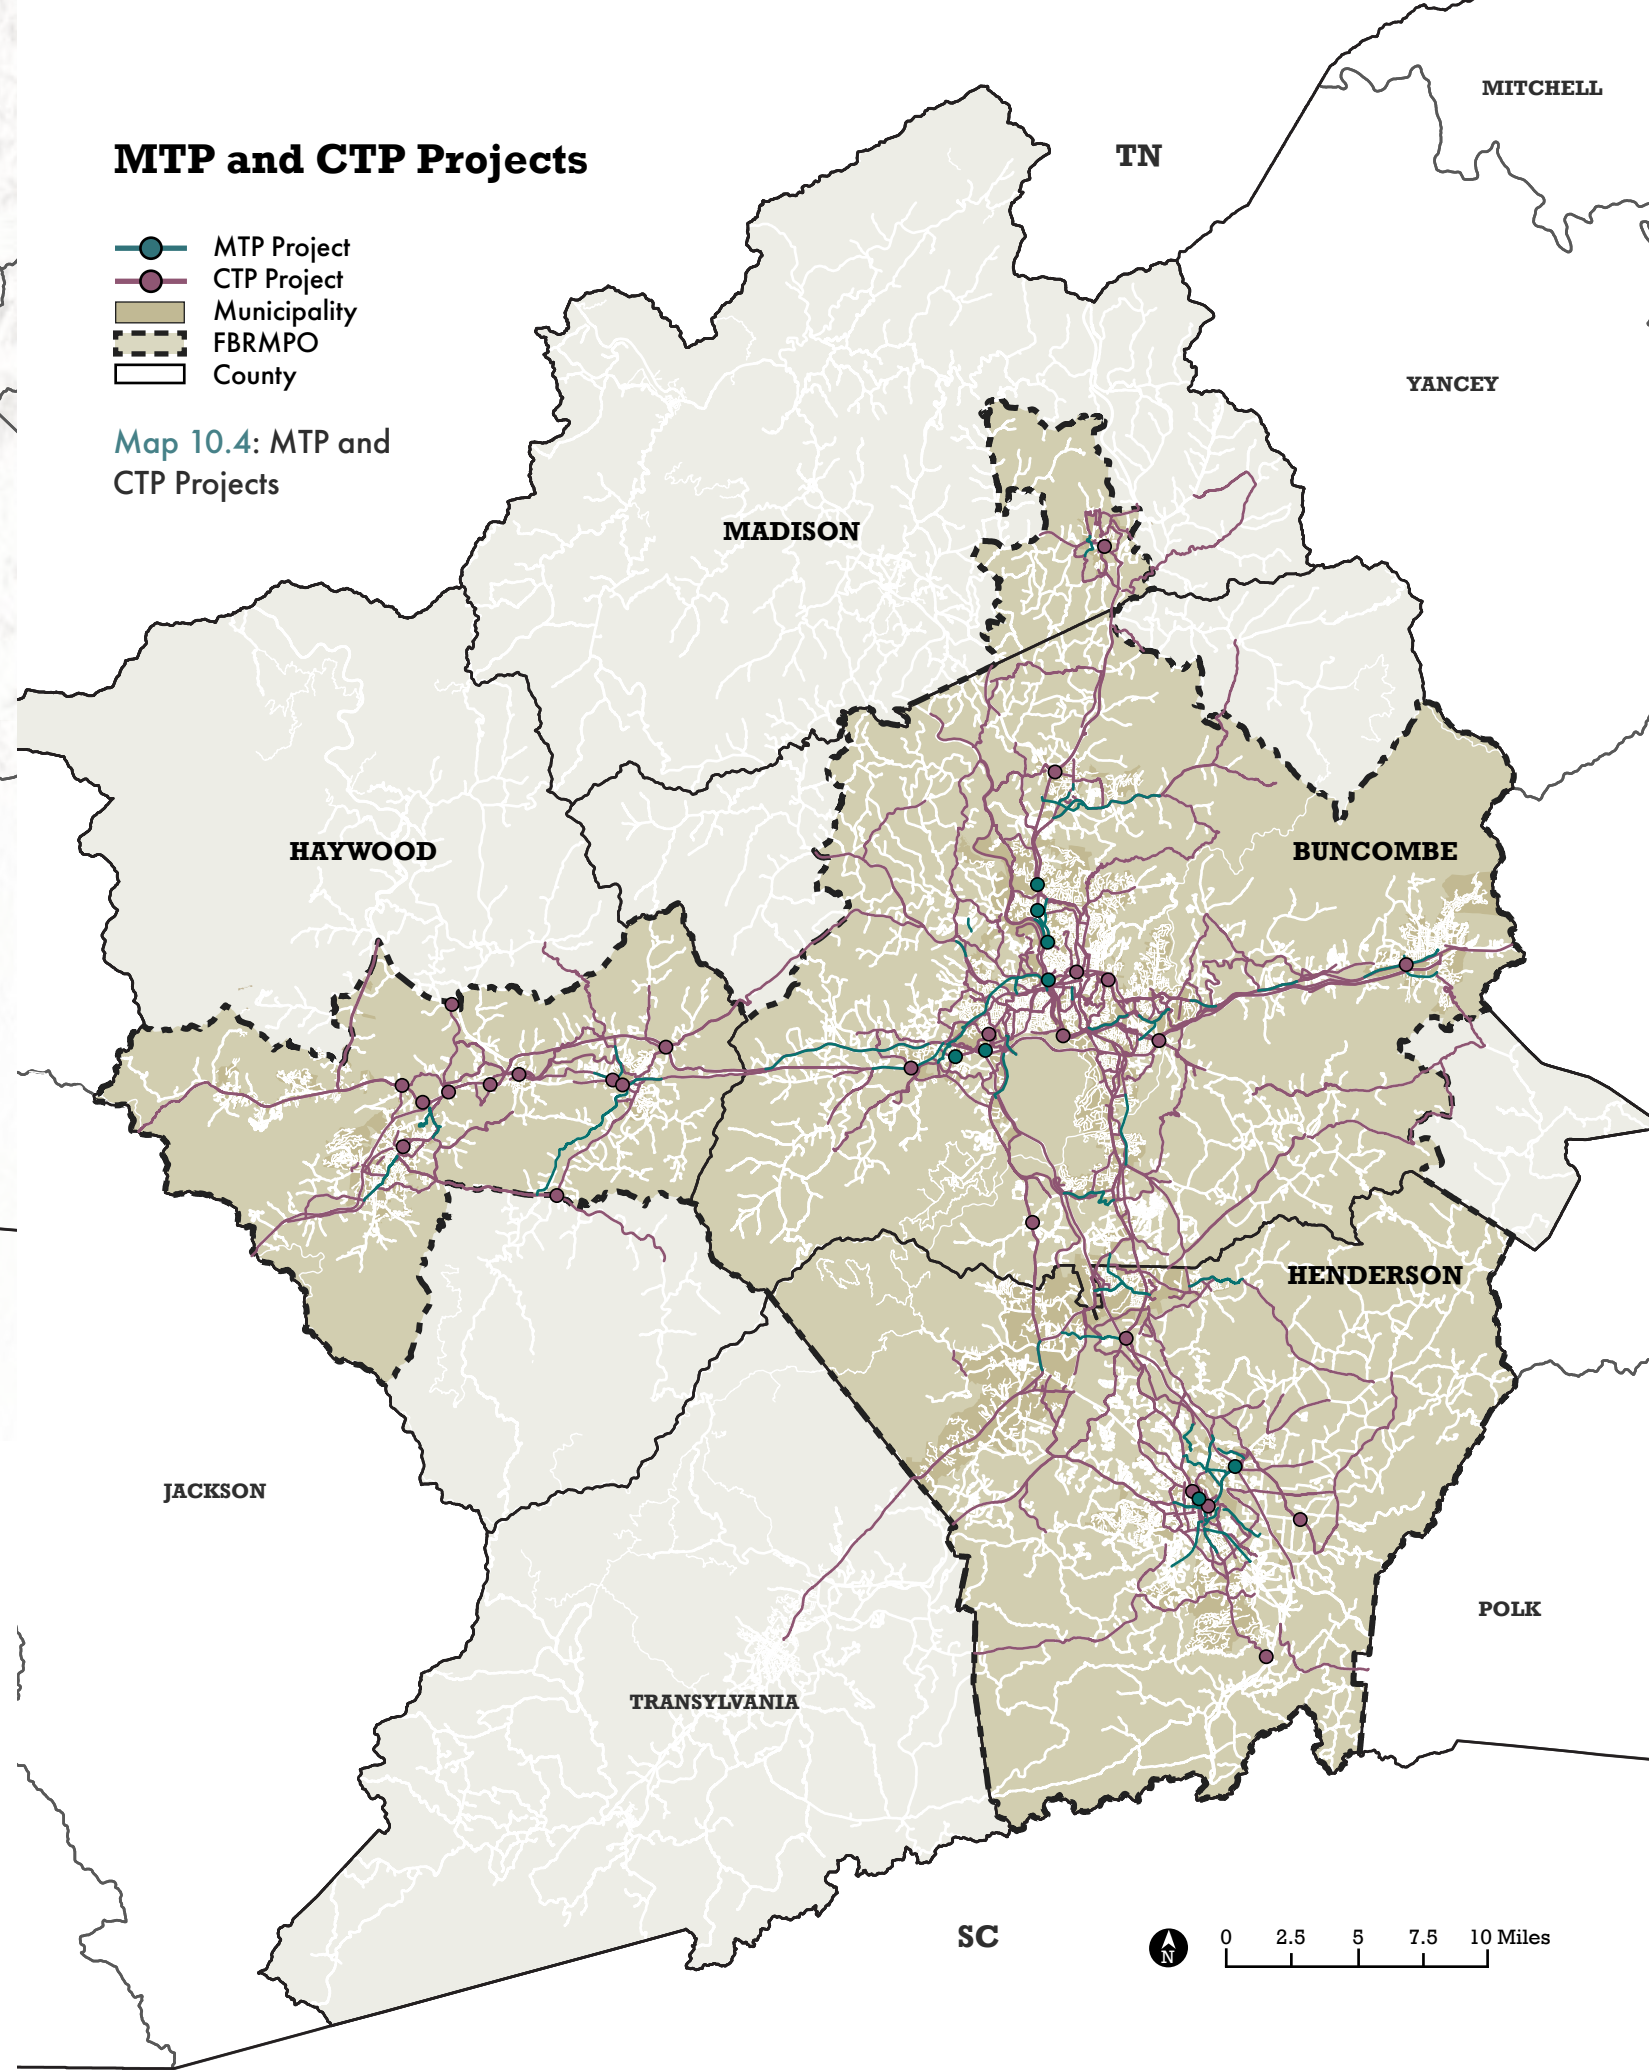 MTP and CTP Projects
MTP Project
CTP Project
Municipality
FBRMPO
County
Map 10.4: MTP and
CTP Projects
MITCHELL
TN
YANCEY
MADISON
HAYWOOD
BUNCOMBE
HENDERSON
JACKSON
POLK
TRANSYLVANIA
SC
N
0 2.5 5 7.5 10 Miles